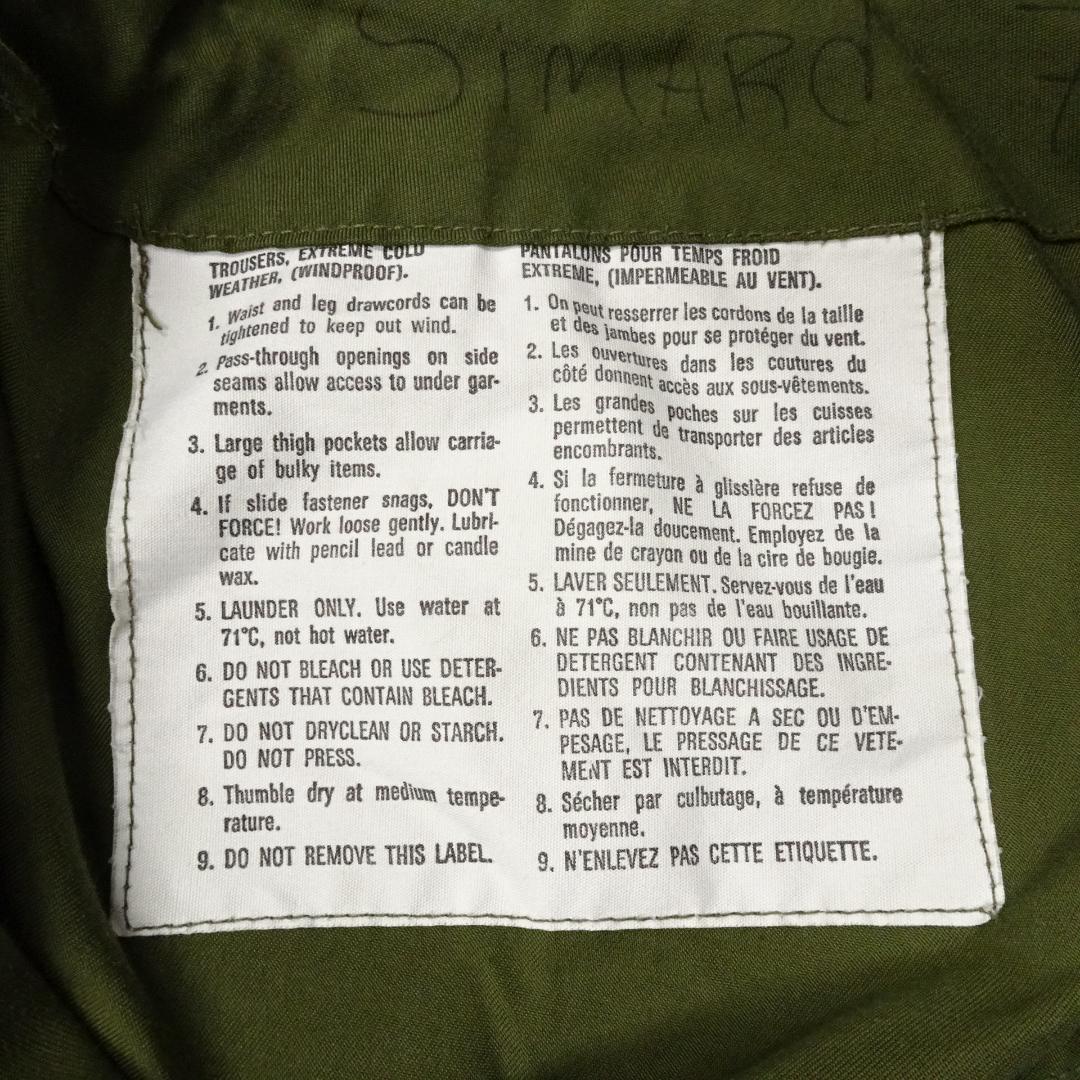 SIMARD 7
TROUSERS, EXTREME COLD
WEATHER, (WINDPROOF).
1. Waist and leg drawcords can be
tightened to keep out wind.
2. Pass-through openings on side
seams allow access to under gar-
ments.
3. Large thigh pockets allow carria-
ge of bulky items.
4. If slide fastener snags, DON'T
FORCE! Work loose gently. Lubri-
cate with pencil lead or candle
wax.
5. LAUNDER ONLY. Use water at
71°C, not hot water.
6. DO NOT BLEACH OR USE DETER-
GENTS THAT CONTAIN BLEACH.
7. DO NOT DRYCLEAN OR STARCH.
DO NOT PRESS.
8. Thumble dry at medium tempe-
rature.
9. DO NOT REMOVE THIS LABEL.
PANTALONS POUR TEMPS FROID
EXTREME, (IMPERMEABLE AU VENT).
1. On peut resserrer les cordons de la taille
et des jambes pour se protéger du vent.
2. Les ouvertures dans les coutures du
côté donnent accès aux sous-vêtements.
3. Les grandes poches sur les cuisses
permettent de transporter des articles
encombrants.
4. Si la fermeture à glissière refuse de
fonctionner, NE LA FORCEZ PAS!
Dégagez-la doucement. Employez de la
mine de crayon ou de la cire de bougie.
5. LAVER SEULEMENT. Servez-vous de l'eau
à 71°C, non pas de l'eau bouillante.
6. NE PAS BLANCHIR OU FAIRE USAGE DE
DETERGENT CONTENANT DES INGRE-
DIENTS POUR BLANCHISSAGE.
7. PAS DE NETTOYAGE A SEC OU D'EM-
PESAGE, LE PRESSAGE DE CE VETE-
MENT EST INTERDIT.
8. Sécher par culbutage, à température
moyenne.
9. N'ENLEVEZ PAS CETTE ETIQUETTE.